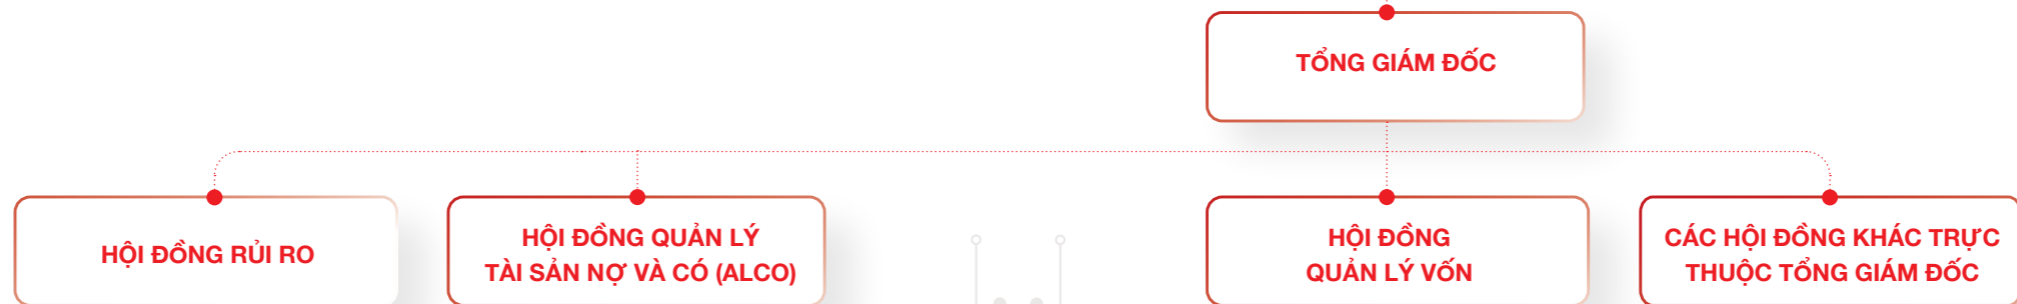 TỔNG GIÁM ĐỐC
HỘI ĐỒNG RỦI RO
HỘI ĐỒNG QUẢN LÝ
TÀI SẢN NỢ VÀ CÓ (ALCO)
HỘI ĐỒNG
QUẢN LÝ VỐN
CÁC HỘI ĐỒNG KHÁC TRỰC
THUỘC TỔNG GIÁM ĐỐC